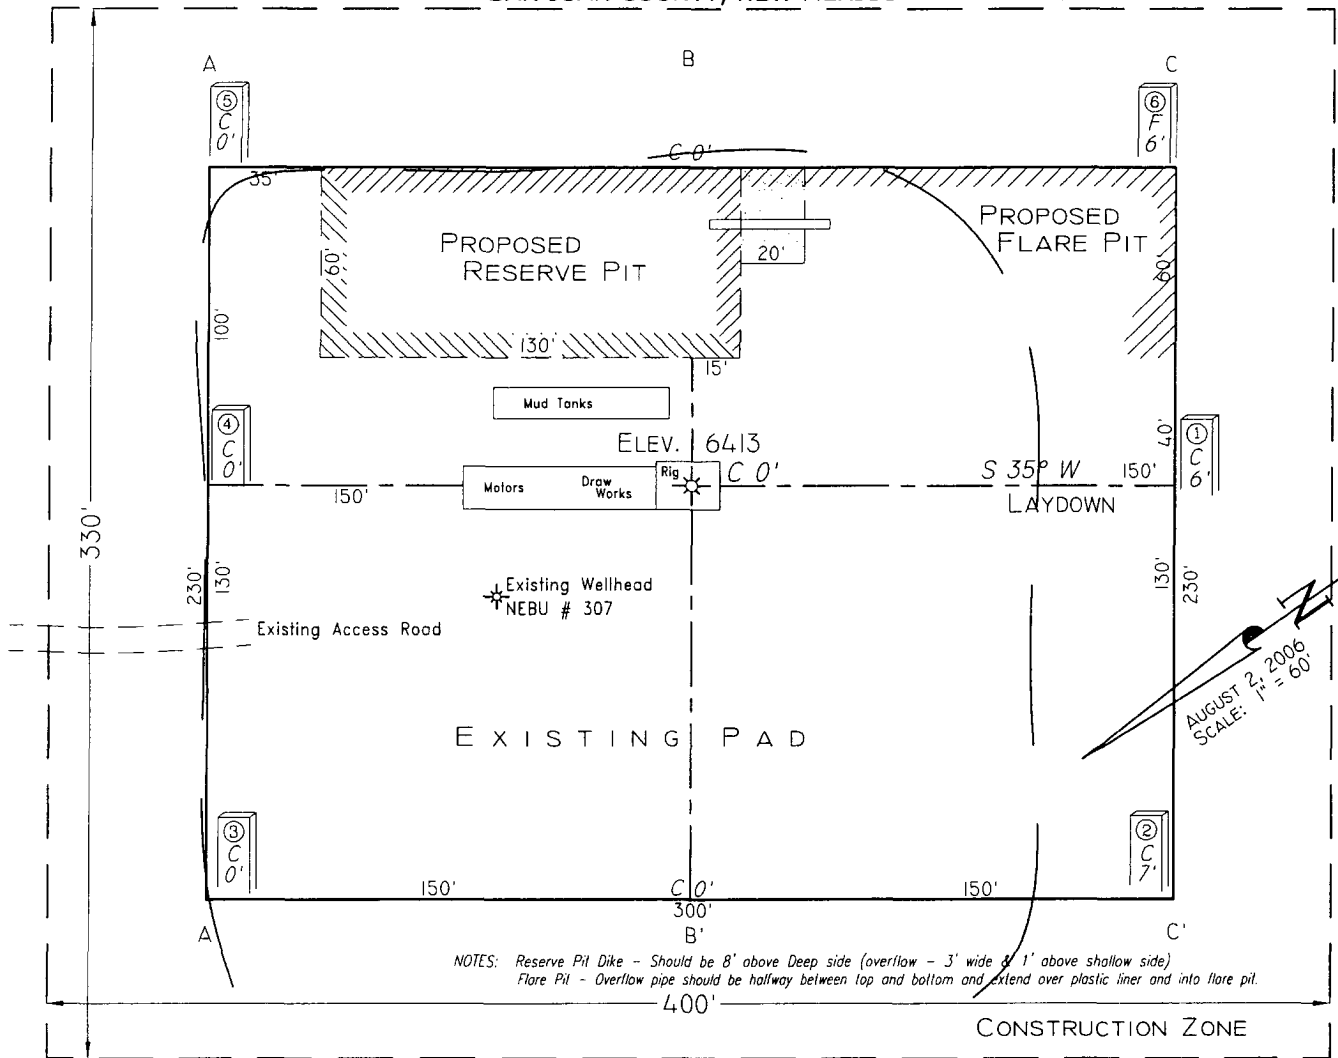 A
B
C
⑤
C
0'
⑥
F
6'
C 0'
35'
PROPOSED
RESERVE PIT
60'
20'
PROPOSED
FLARE PIT
60'
100'
130'
15'
Mud Tanks
④
C
0'
ELEV. 6413
C 0'
Rig
Motors
Draw
Works
150'
S 35° W
150'
LAYDOWN
40'
①
C
6'
330'
230'
130'
Existing Wellhead
NEBU # 307
130'
230'
Existing Access Road
N
AUGUST 2, 2006
SCALE: 1" = 60'
EXISTING PAD
③
C
0'
②
C
7'
150'
C 0'
150'
300'
A
B'
C'
NOTES: Reserve Pit Dike - Should be 8' above Deep side (overflow - 3' wide & 1' above shallow side)
Flare Pit - Overflow pipe should be halfway between top and bottom and extend over plastic liner and into flare pit.
400'
CONSTRUCTION ZONE